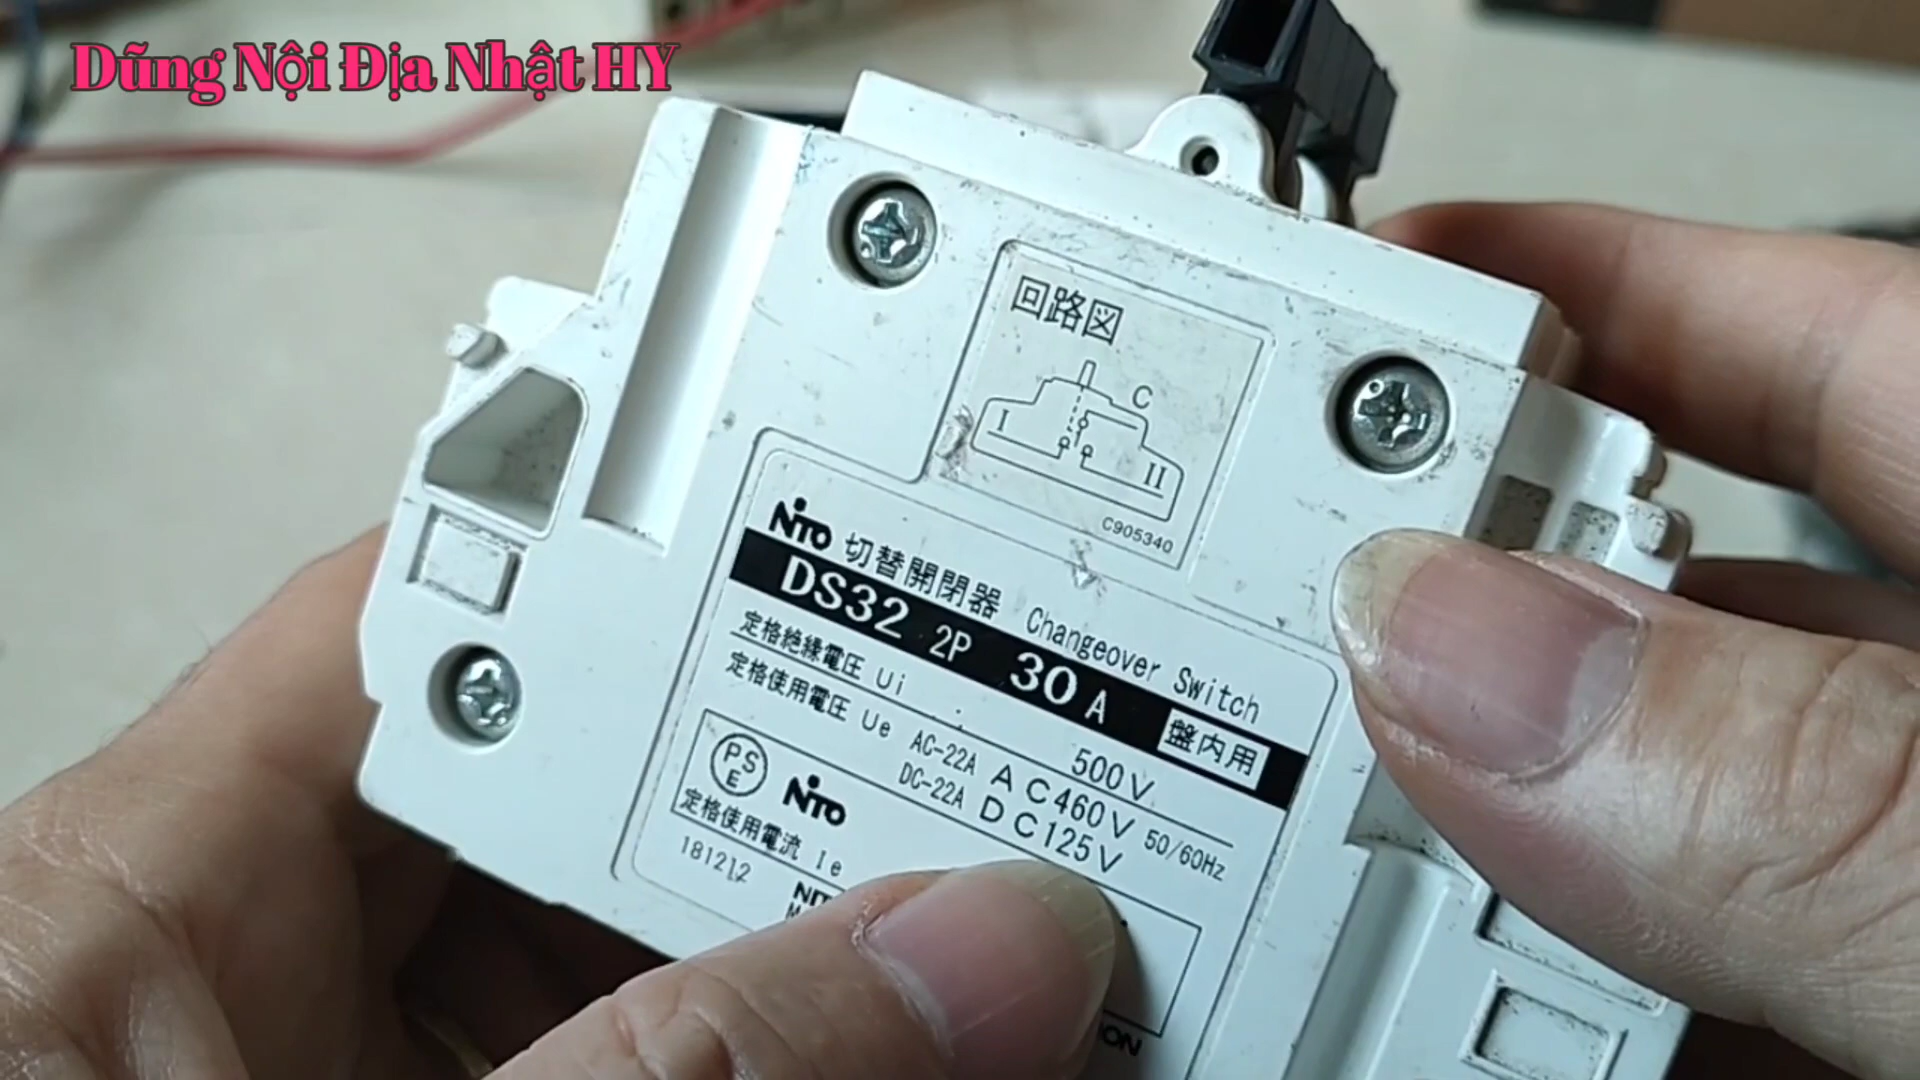 Dũng Nội Địa Nhật HY
回路図
C
I
II
C905340
NITO 切替開閉器 Changeover Switch
DS32 2P 30A 盤内用
定格絶縁電圧 Ui 500V
定格使用電圧 Ue AC-22A AC460V 50/60Hz
DC-22A DC125V
PSE NITO
定格使用電流 Ie
181212